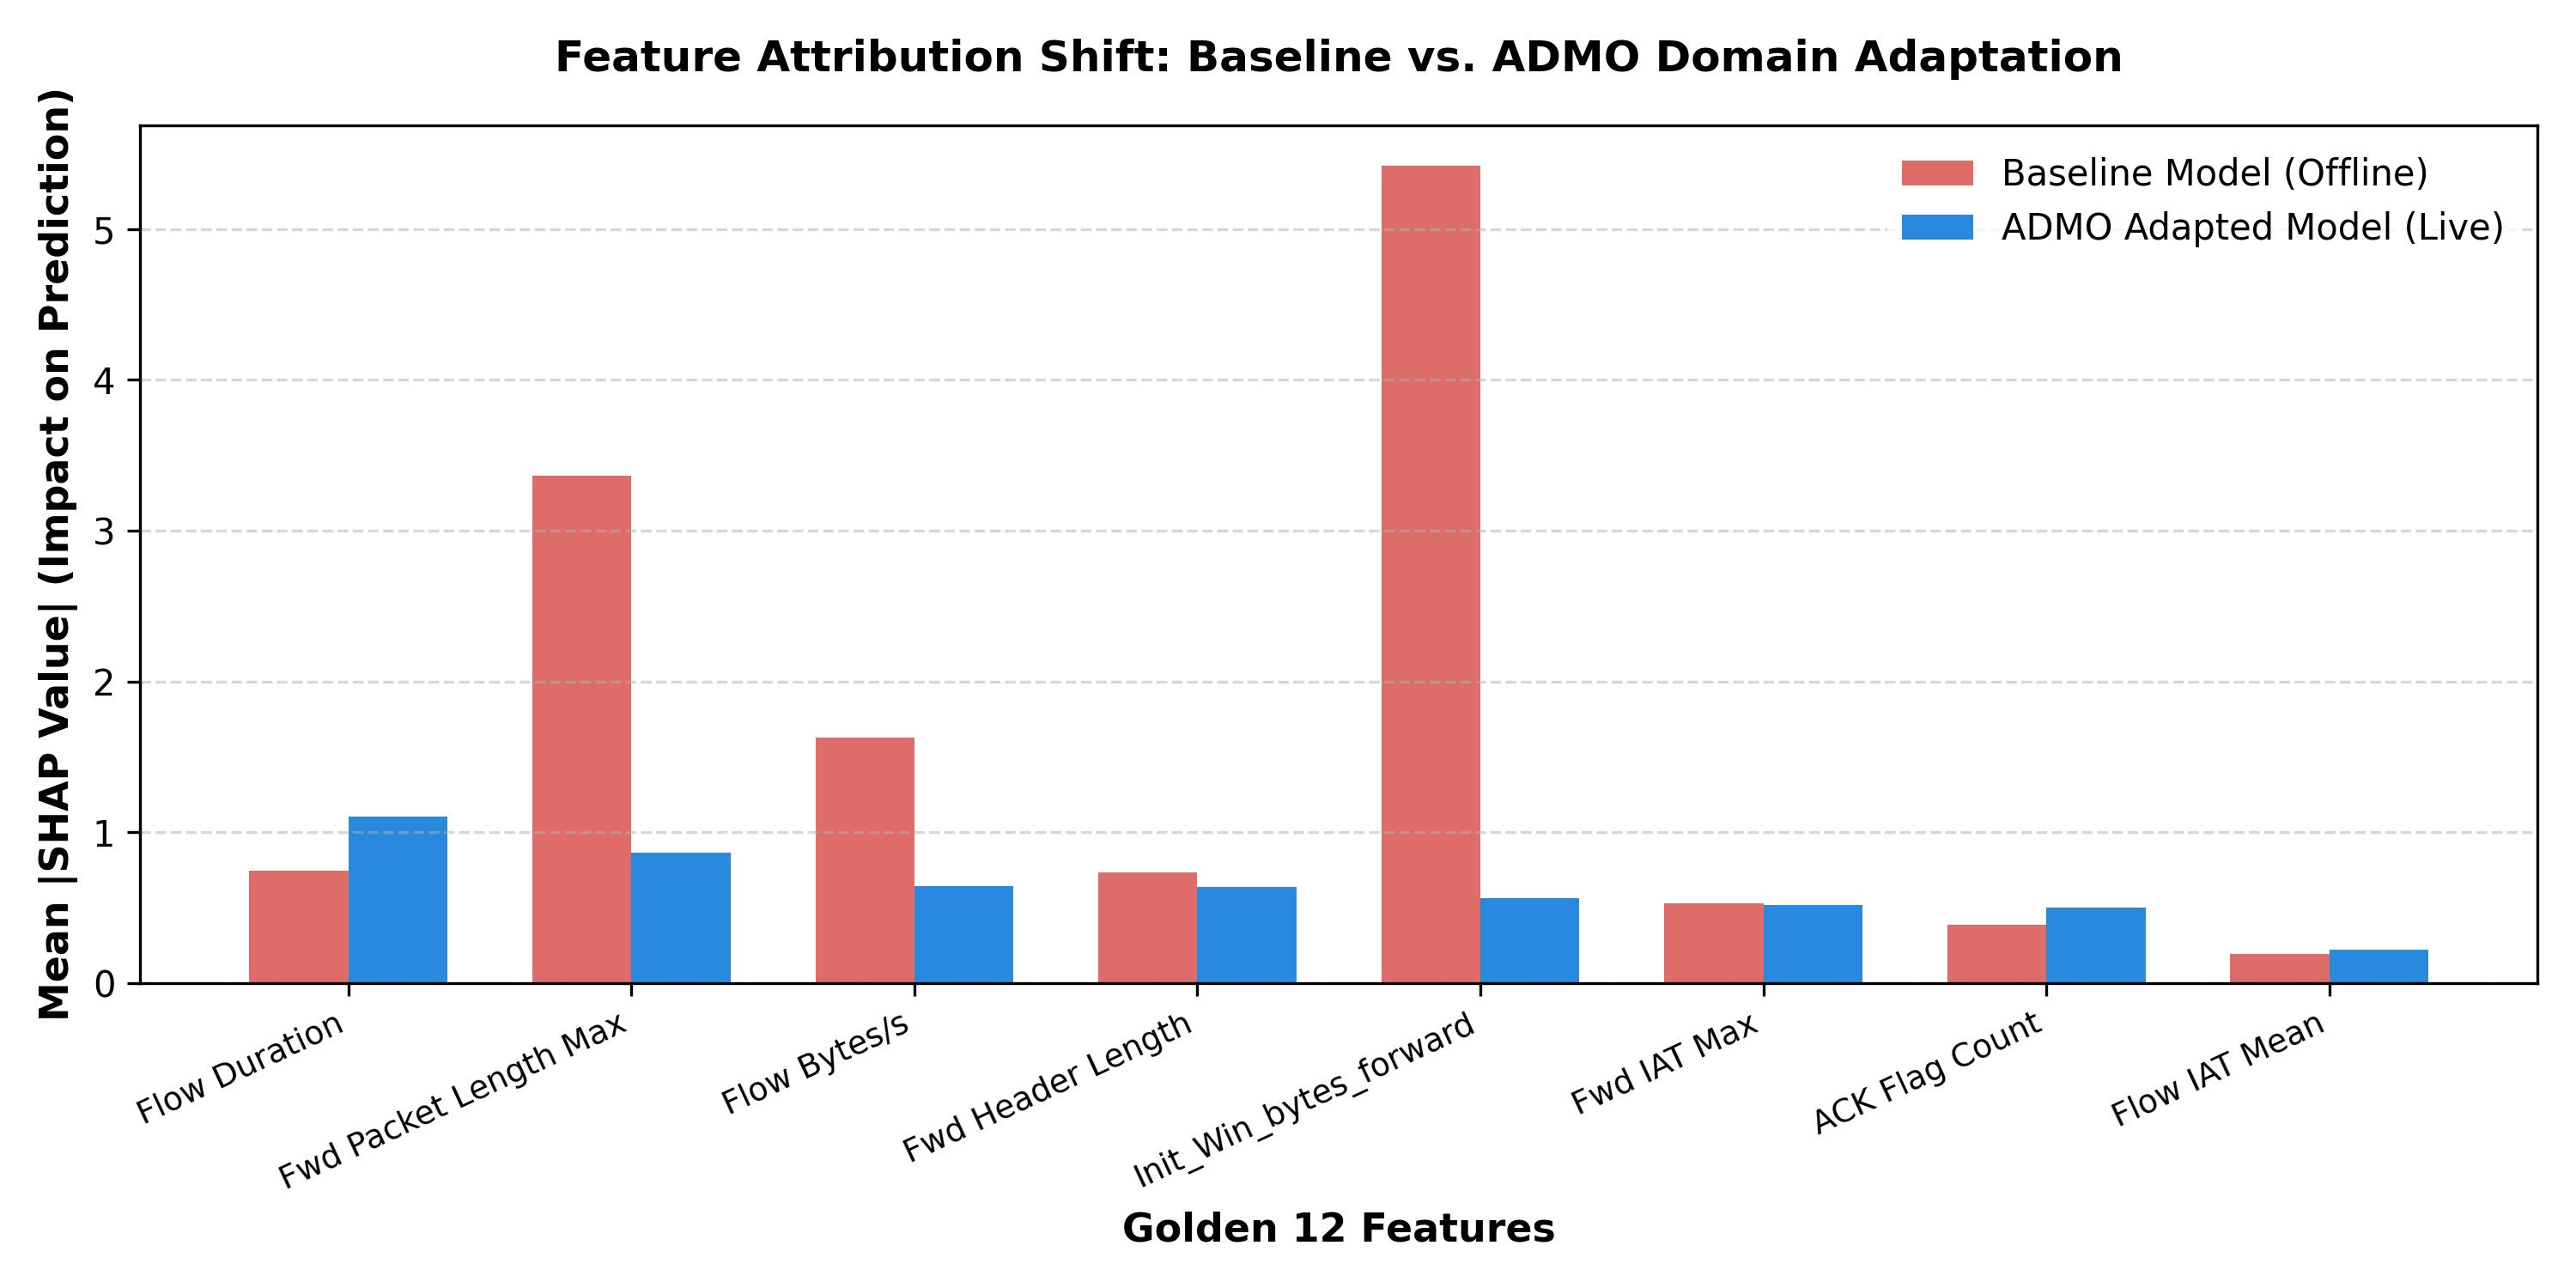 Feature Attribution Shift: Baseline vs. ADMO Domain Adaptation
Mean |SHAP Value| (Impact on Prediction)
5
4
3
2
1
0
Baseline Model (Offline)
ADMO Adapted Model (Live)
Flow Duration
Fwd Packet Length Max
Flow Bytes/s
Fwd Header Length
Init_Win_bytes_forward
Fwd IAT Max
ACK Flag Count
Flow IAT Mean
Golden 12 Features